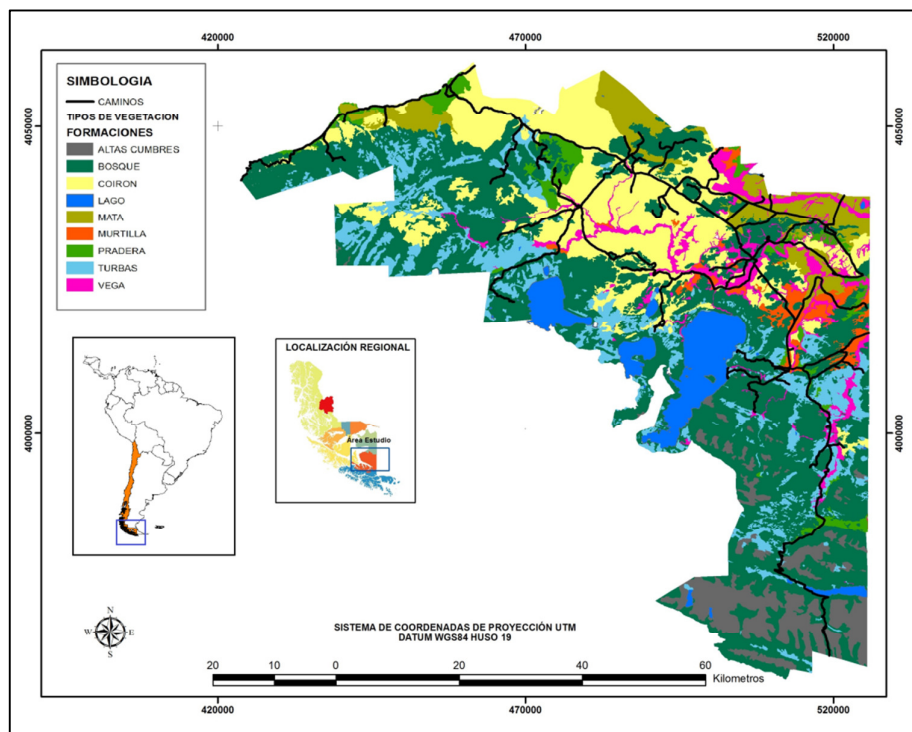 420000 470000 520000
4050000
4000000
SIMBOLOGIA
CAMINOS
TIPOS DE VEGETACION
FORMACIONES
ALTAS CUMBRES
BOSQUE
COIRON
LAGO
MATA
MURTILLA
PRADERA
TURBAS
VEGA
4050000
4000000
LOCALIZACIÓN REGIONAL
Área Estudio
N
W E
S
SISTEMA DE COORDENADAS DE PROYECCIÓN UTM
DATUM WGS84 HUSO 19
20 10 0 20 40 60
Kilometros
420000 470000 520000